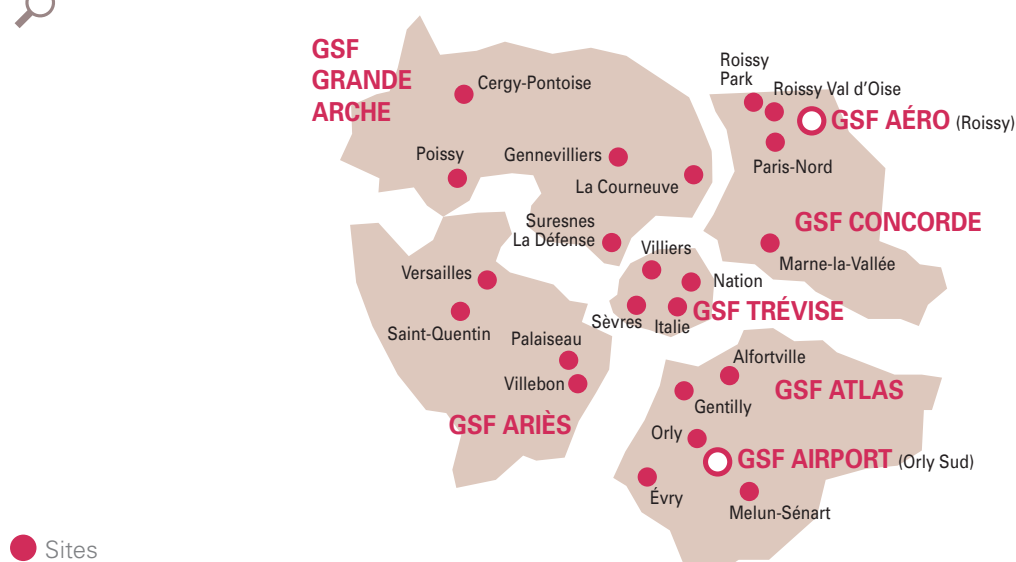 GSF
GRANDE
ARCHE
Cergy-Pontoise
Poissy
Gennevilliers
La Courneuve
Suresnes
La Défense
Roissy
Park
Roissy Val d'Oise
GSF AÉRO (Roissy)
Paris-Nord
GSF CONCORDE
Marne-la-Vallée
Villiers
Nation
Sèvres
Italie
GSF TRÉVISE
Versailles
Saint-Quentin
Palaiseau
Villebon
GSF ARIÈS
Alfortville
GSF ATLAS
Gentilly
Orly
GSF AIRPORT (Orly Sud)
Évry
Melun-Sénart
Sites